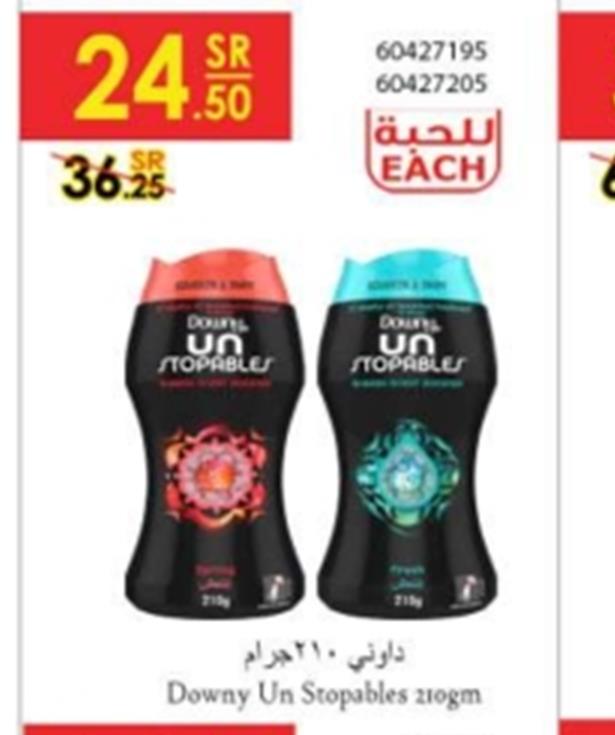 24.50 SR
60427195
60427205
للحبة
EACH
36.25 SR
Downy
un
STOPABLES
210g
Downy
un
STOPABLES
Fresh
210g
داوني ٢١٠جرام
Downy Un Stopables 210gm